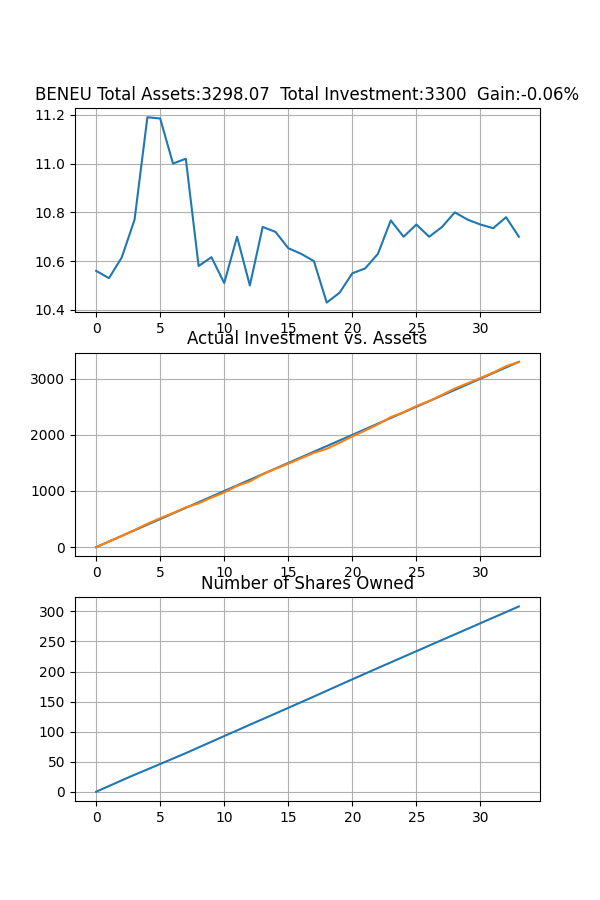 BENEU Total Assets:3298.07  Total Investment:3300  Gain:-0.06%
11.2
11.0
10.8
10.6
10.4
0 5 10 15 20 25 30
Actual Investment vs. Assets
3000
2000
1000
0
0 5 10 15 20 25 30
Number of Shares Owned
300
250
200
150
100
50
0
0 5 10 15 20 25 30